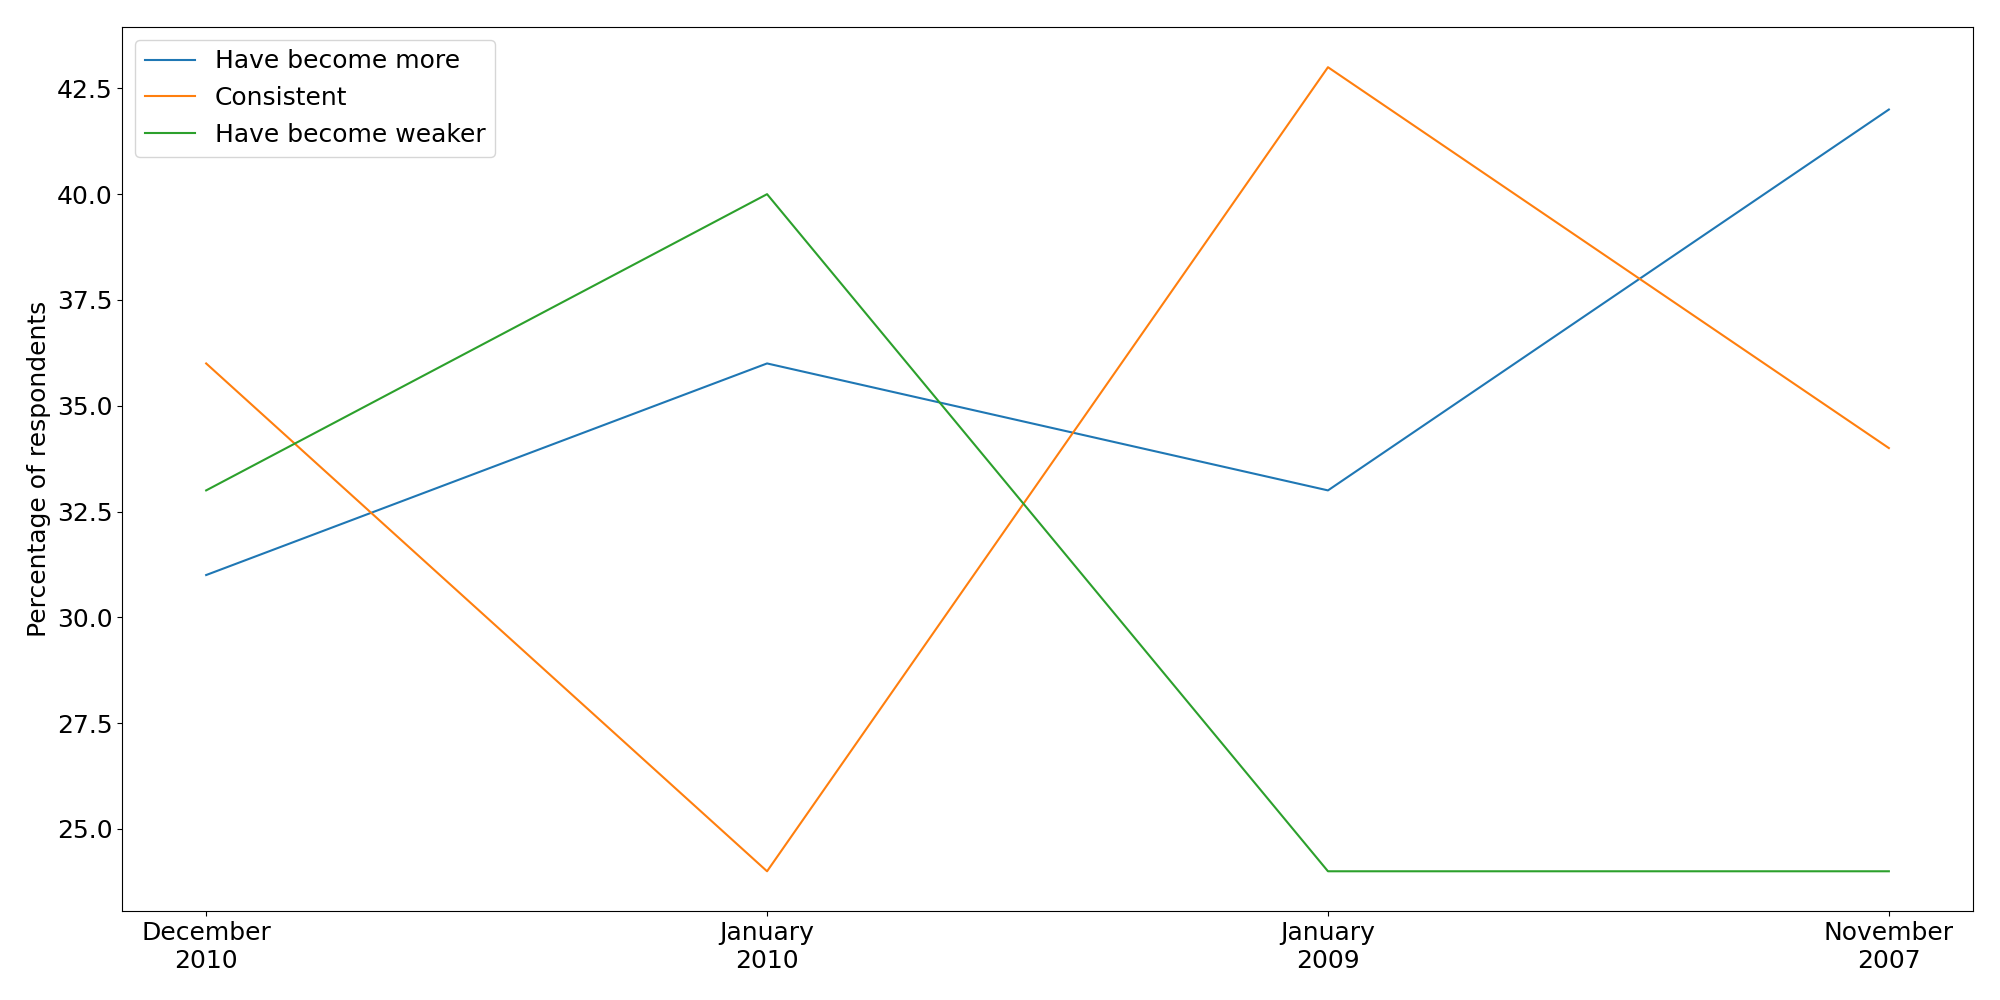 Have become more
Consistent
Have become weaker
Percentage of respondents
42.5
40.0
37.5
35.0
32.5
30.0
27.5
25.0
December
2010
January
2010
January
2009
November
2007